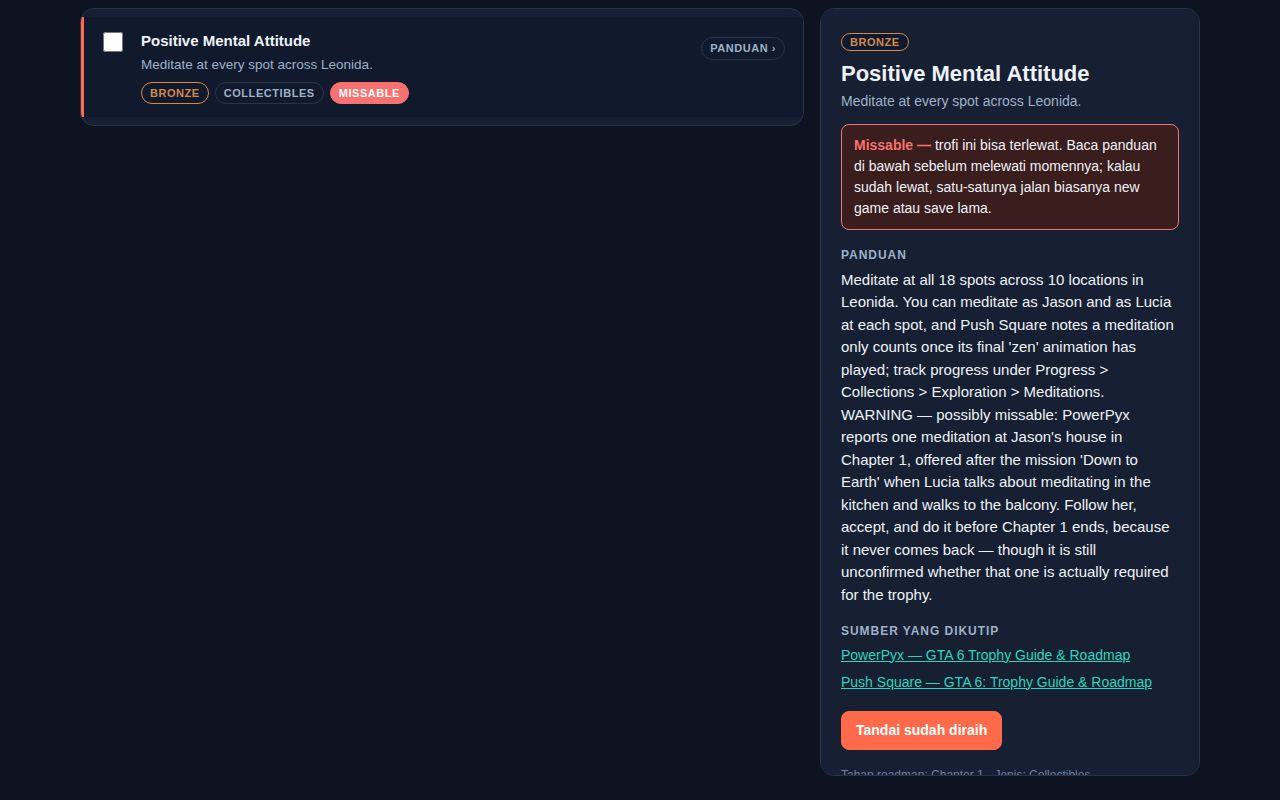 Positive Mental Attitude
Meditate at every spot across Leonida.
BRONZE COLLECTIBLES MISSABLE
PANDUAN ›
BRONZE
Positive Mental Attitude
Meditate at every spot across Leonida.
Missable — trofi ini bisa terlewat. Baca panduan
di bawah sebelum melewati momennya; kalau
sudah lewat, satu-satunya jalan biasanya new
game atau save lama.
PANDUAN
Meditate at all 18 spots across 10 locations in
Leonida. You can meditate as Jason and as Lucia
at each spot, and Push Square notes a meditation
only counts once its final 'zen' animation has
played; track progress under Progress >
Collections > Exploration > Meditations.
WARNING — possibly missable: PowerPyx
reports one meditation at Jason's house in
Chapter 1, offered after the mission 'Down to
Earth' when Lucia talks about meditating in the
kitchen and walks to the balcony. Follow her,
accept, and do it before Chapter 1 ends, because
it never comes back — though it is still
unconfirmed whether that one is actually required
for the trophy.
SUMBER YANG DIKUTIP
PowerPyx — GTA 6 Trophy Guide & Roadmap
Push Square — GTA 6: Trophy Guide & Roadmap
Tandai sudah diraih
Tahap roadmap: Chapter 1 · Jenis: Collectibles